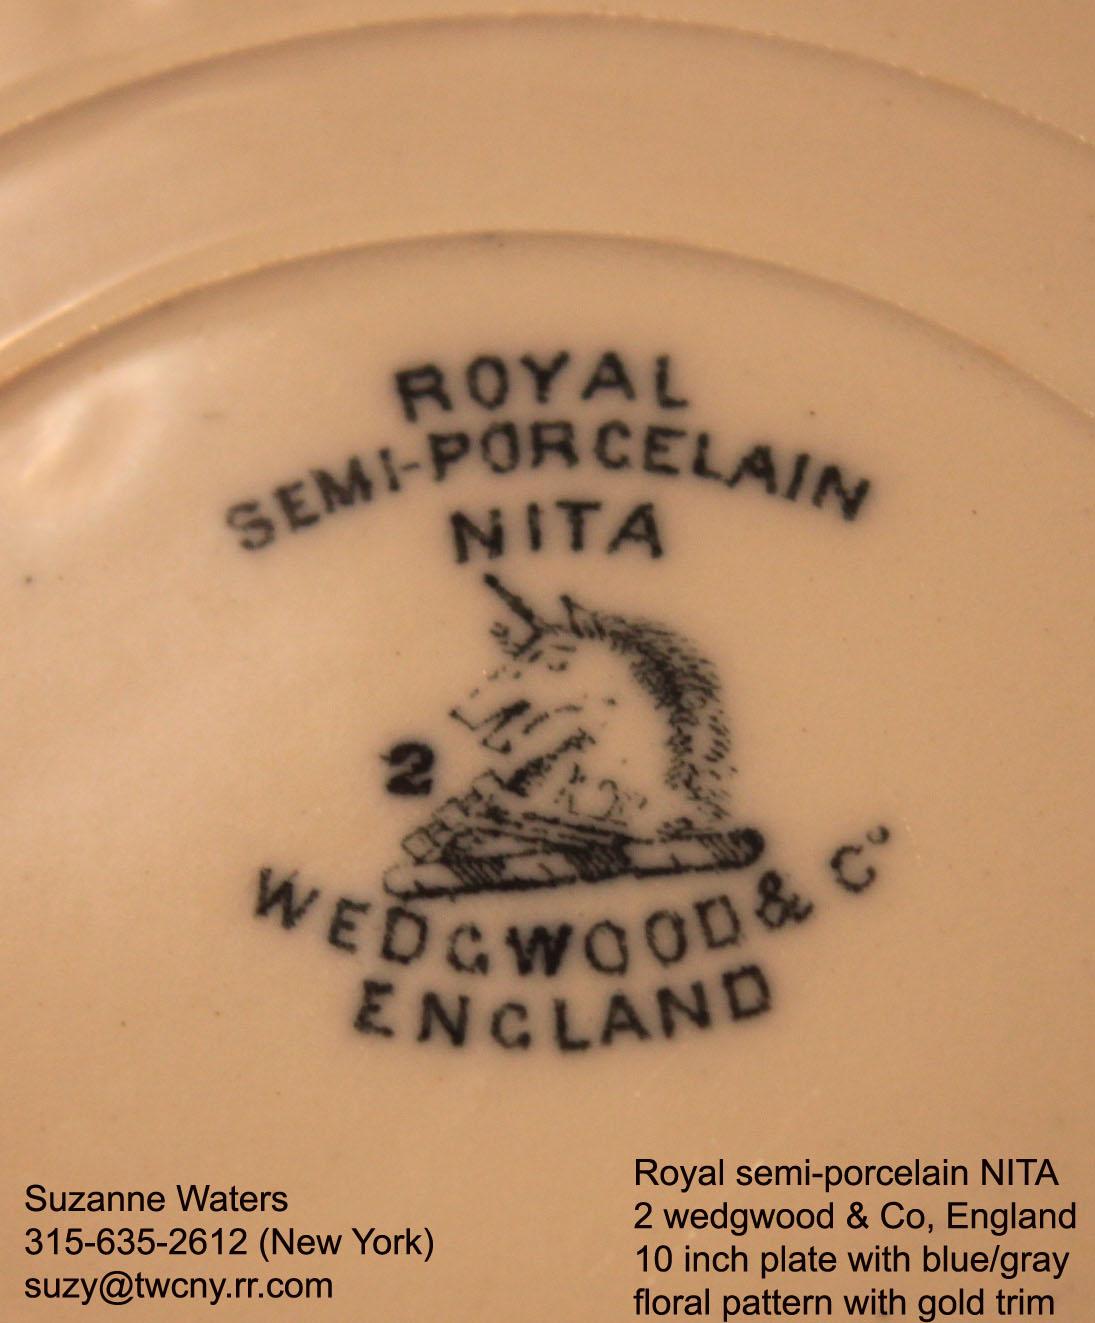 ROYAL
SEMI-PORCELAIN
NITA
2
WEDGWOOD & Cº
ENGLAND
Suzanne Waters
315-635-2612 (New York)
suzy@twcny.rr.com
Royal semi-porcelain NITA
2 wedgwood & Co, England
10 inch plate with blue/gray
floral pattern with gold trim